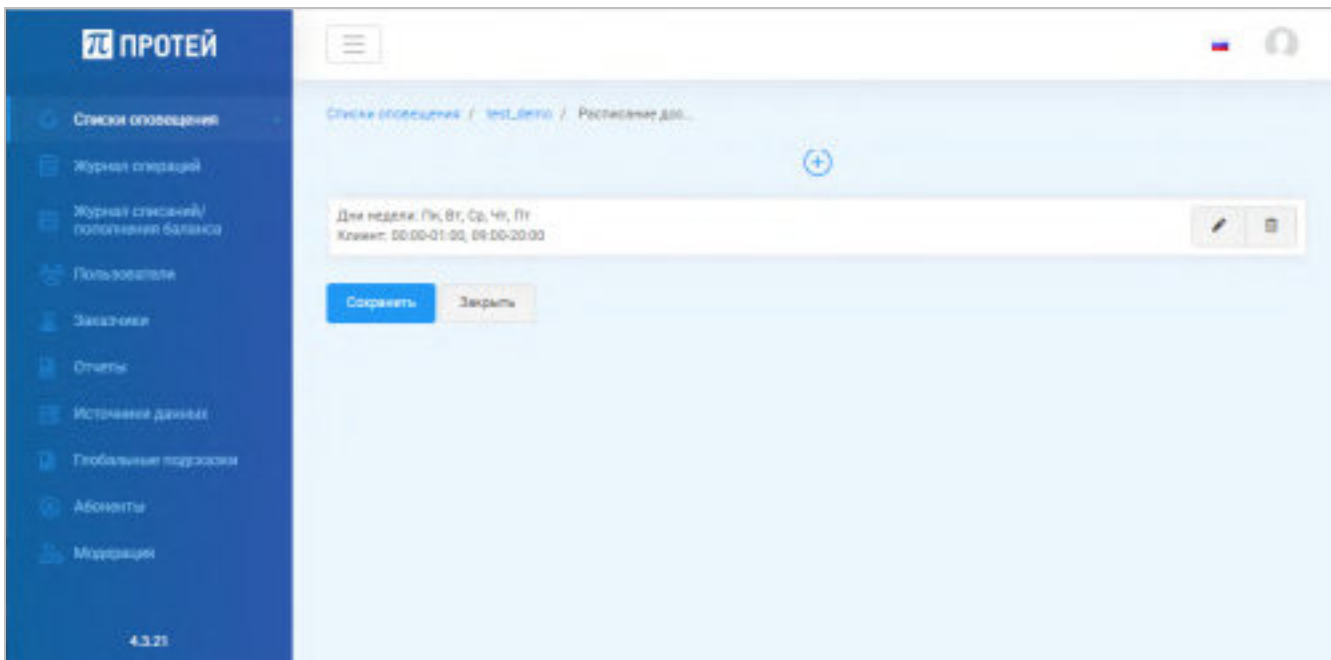 ПРОТЕЙ
Списки оповещения
Журнал операций
Журнал списаний/
пополнения баланса
Пользователи
Заказчики
Отчеты
Источники данных
Глобальные подсказки
Абоненты
Модерация
4.3.21
Списки оповещения / test_demo / Расписание дос...
Дни недели: Пн, Вт, Ср, Чт, Пт
Клиент: 00:00-01:00, 09:00-20:00
Сохранить
Закрыть